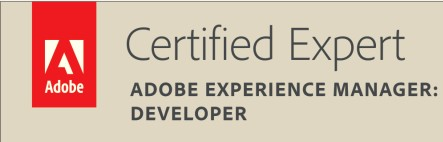 Adobe
Certified Expert
ADOBE EXPERIENCE MANAGER:
DEVELOPER